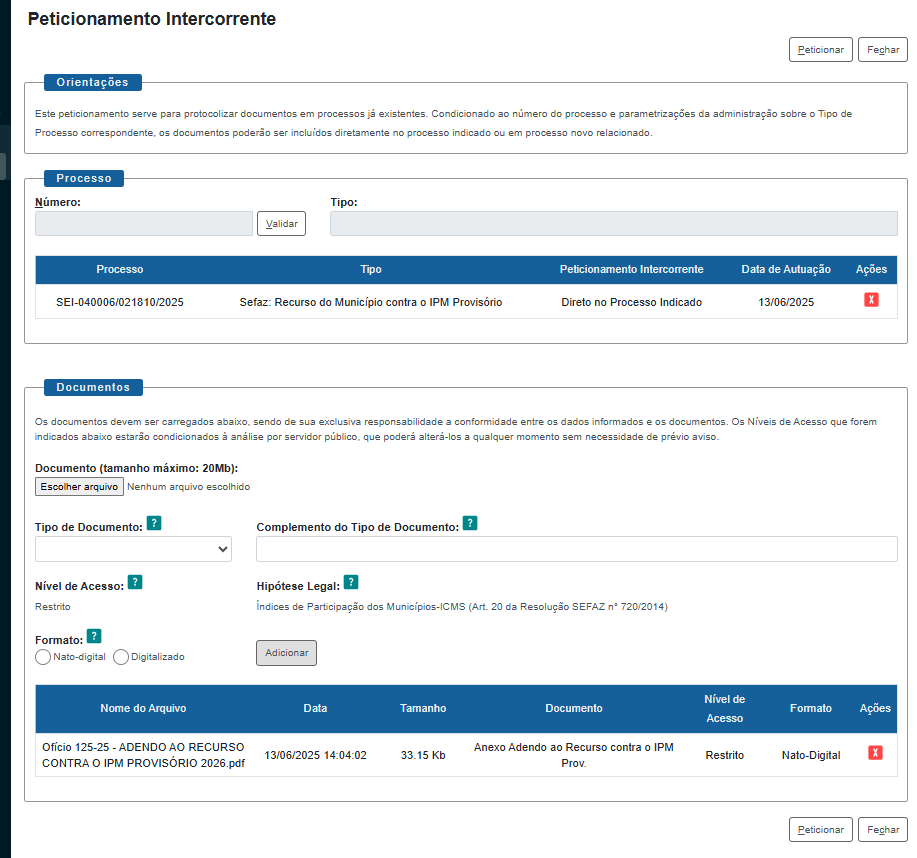 Peticionamento Intercorrente
Peticionar Fechar
Orientações
Este peticionamento serve para protocolizar documentos em processos já existentes. Condicionado ao número do processo e parametrizações da administração sobre o Tipo de
Processo correspondente, os documentos poderão ser incluídos diretamente no processo indicado ou em processo novo relacionado.
Processo
Número: Tipo:
Validar
Processo Tipo Peticionamento Intercorrente Data de Autuação Ações
SEI-040006/021810/2025 Sefaz: Recurso do Município contra o IPM Provisório Direto no Processo Indicado 13/06/2025 X
Documentos
Os documentos devem ser carregados abaixo, sendo de sua exclusiva responsabilidade a conformidade entre os dados informados e os documentos. Os Níveis de Acesso que forem
indicados abaixo estarão condicionados à análise por servidor público, que poderá alterá-los a qualquer momento sem necessidade de prévio aviso.
Documento (tamanho máximo: 20Mb):
Escolher arquivo Nenhum arquivo escolhido
Tipo de Documento: ? Complemento do Tipo de Documento: ?
Nível de Acesso: ? Hipótese Legal: ?
Restrito Índices de Participação dos Municípios-ICMS (Art. 20 da Resolução SEFAZ n° 720/2014)
Formato: ?
Nato-digital Digitalizado Adicionar
Nome do Arquivo Data Tamanho Documento Nível de Acesso Formato Ações
Ofício 125-25 - ADENDO AO RECURSO
CONTRA O IPM PROVISÓRIO 2026.pdf 13/06/2025 14:04:02 33.15 Kb Anexo Adendo ao Recurso contra o IPM
Prov. Restrito Nato-Digital X
Peticionar Fechar